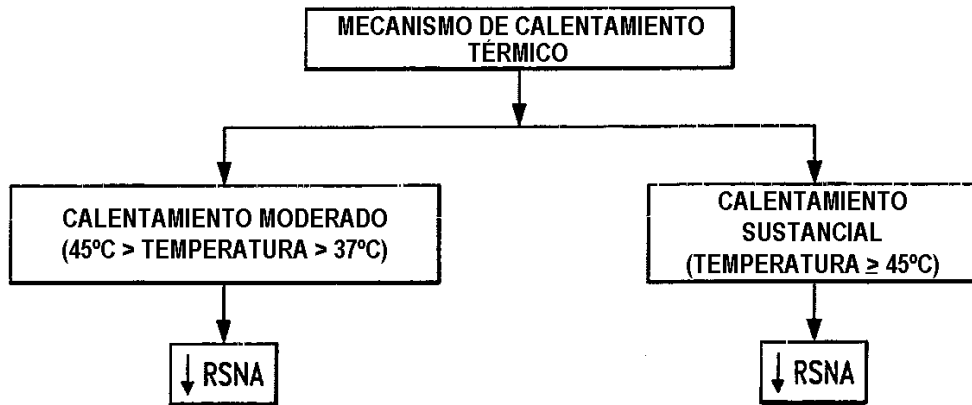 MECANISMO DE CALENTAMIENTO
TÉRMICO
CALENTAMIENTO MODERADO
(45ºC > TEMPERATURA > 37ºC)
CALENTAMIENTO
SUSTANCIAL
(TEMPERATURA ≥ 45ºC)
↓ RSNA
↓ RSNA